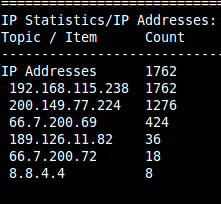 =============================
IP Statistics/IP Addresses:
Topic / Item Count
-----------------------------
IP Addresses 1762
192.168.115.238 1762
200.149.77.224 1276
66.7.200.69 424
189.126.11.82 36
66.7.200.72 18
8.8.4.4 8